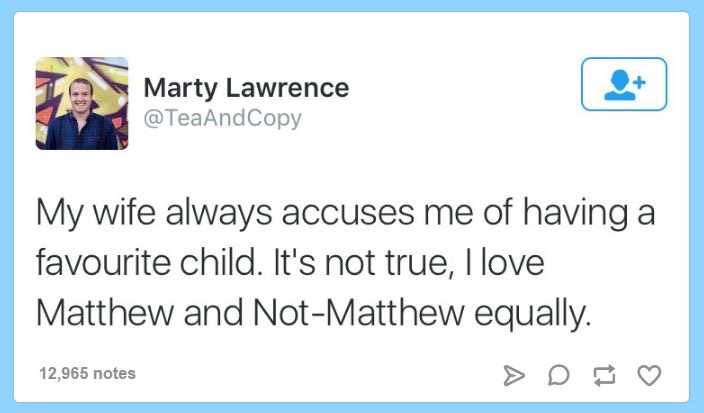 Marty Lawrence
@TeaAndCopy
My wife always accuses me of having a
favourite child. It's not true, I love
Matthew and Not-Matthew equally.
12,965 notes